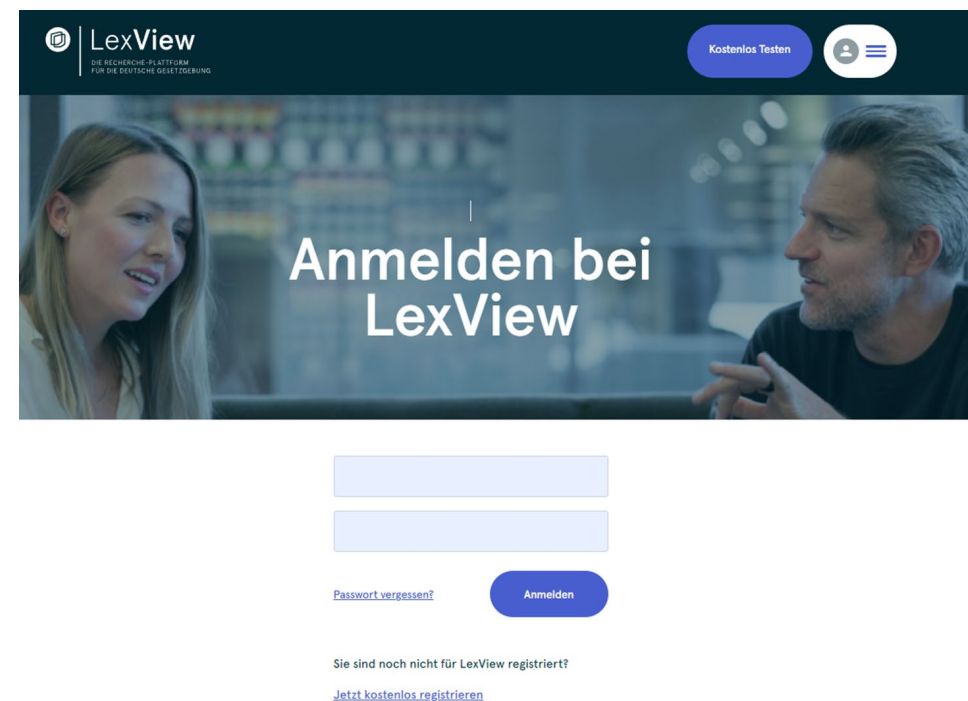 LexView
DIE RECHERCHE-PLATTFORM
FÜR DIE DEUTSCHE GESETZGEBUNG
Kostenlos Testen
Anmelden bei
LexView
Passwort vergessen?
Anmelden
Sie sind noch nicht für LexView registriert?
Jetzt kostenlos registrieren